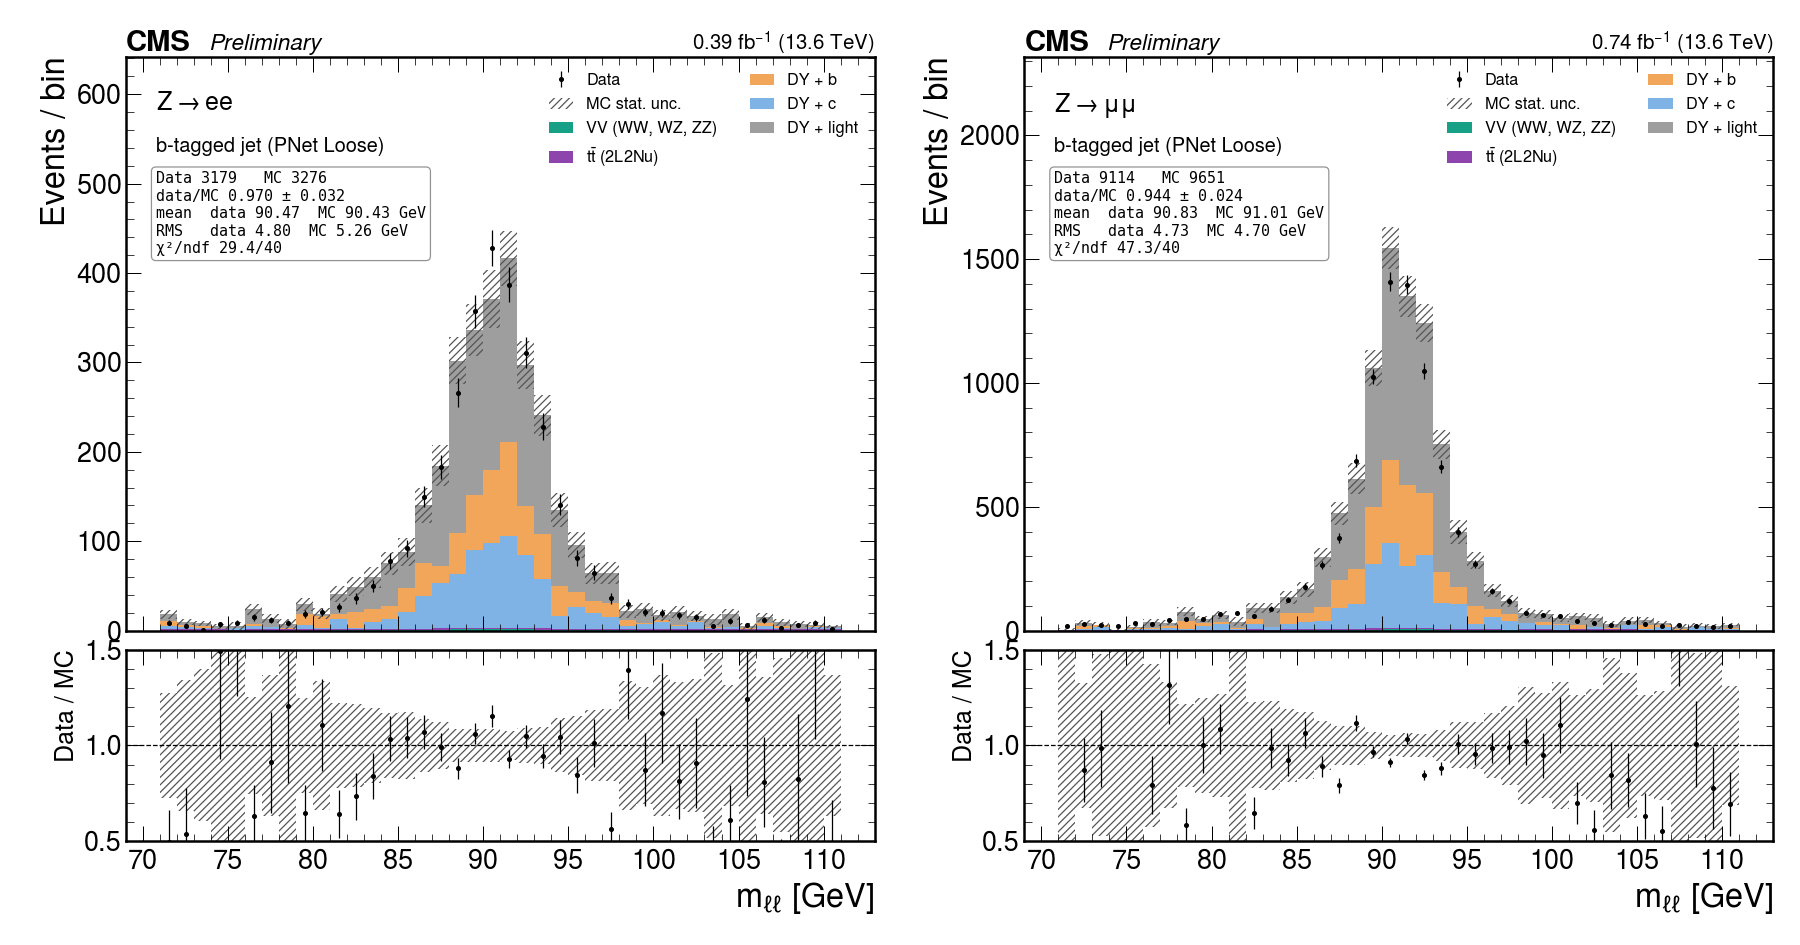 CMS Preliminary 0.39 fb⁻¹ (13.6 TeV)
Events / bin
Z → ee
b-tagged jet (PNet Loose)
Data 3179   MC 3276
data/MC 0.970 ± 0.032
mean  data 90.47  MC 90.43 GeV
RMS   data 4.80  MC 5.26 GeV
χ²/ndf 29.4/40
Data
MC stat. unc.
VV (WW, WZ, ZZ)
tt̄ (2L2Nu)
DY + b
DY + c
DY + light
600
500
400
300
200
100
0
Data / MC
1.5
1.0
0.5
70 75 80 85 90 95 100 105 110
m_ℓℓ [GeV]
CMS Preliminary 0.74 fb⁻¹ (13.6 TeV)
Events / bin
Z → μμ
b-tagged jet (PNet Loose)
Data 9114   MC 9651
data/MC 0.944 ± 0.024
mean  data 90.83  MC 91.01 GeV
RMS   data 4.73  MC 4.70 GeV
χ²/ndf 47.3/40
Data
MC stat. unc.
VV (WW, WZ, ZZ)
tt̄ (2L2Nu)
DY + b
DY + c
DY + light
2000
1500
1000
500
0
Data / MC
1.5
1.0
0.5
70 75 80 85 90 95 100 105 110
m_ℓℓ [GeV]